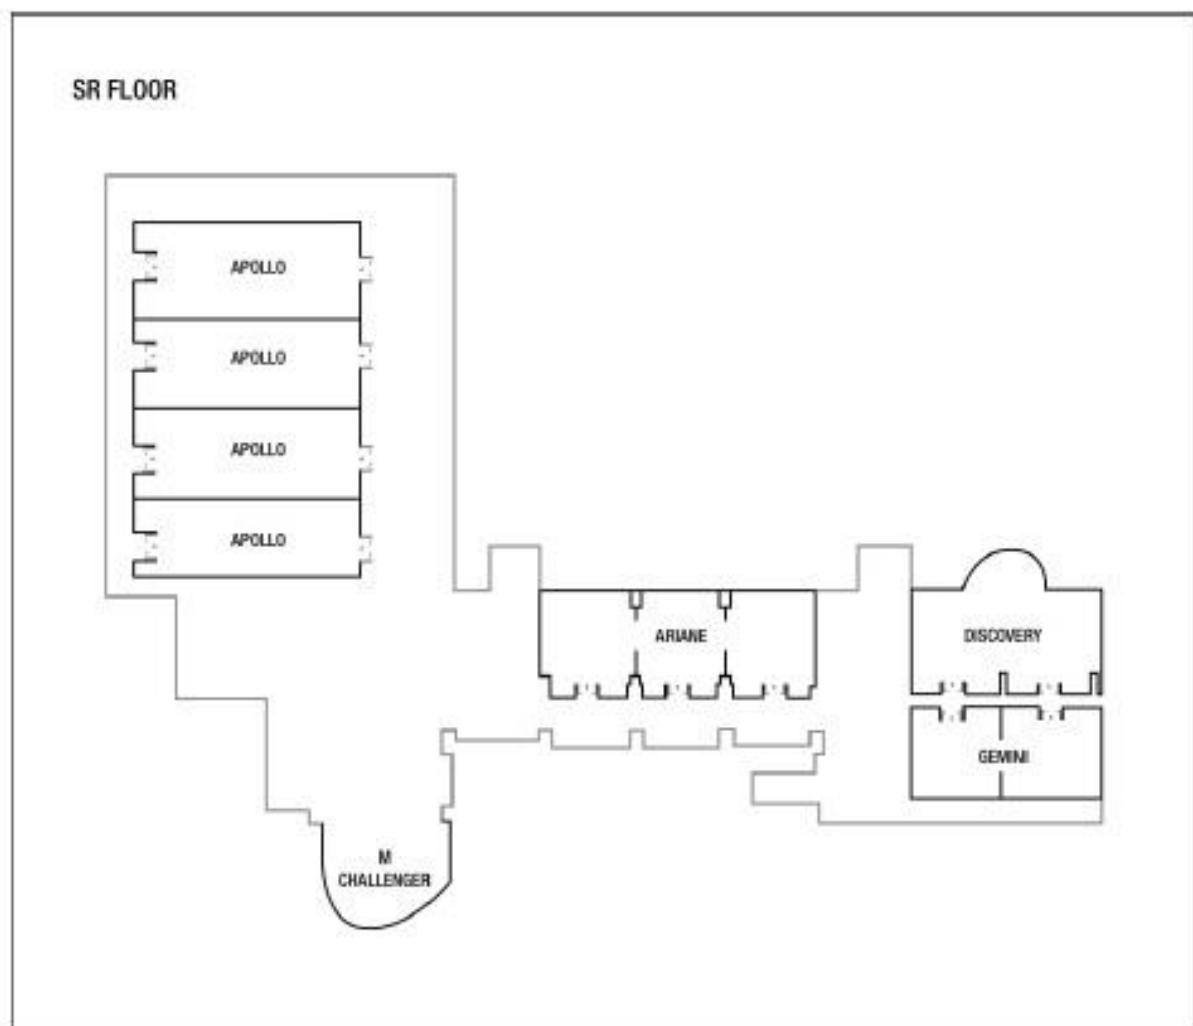 SR FLOOR
APOLLO
APOLLO
APOLLO
APOLLO
ARIANE
DISCOVERY
GEMINI
M
CHALLENGER